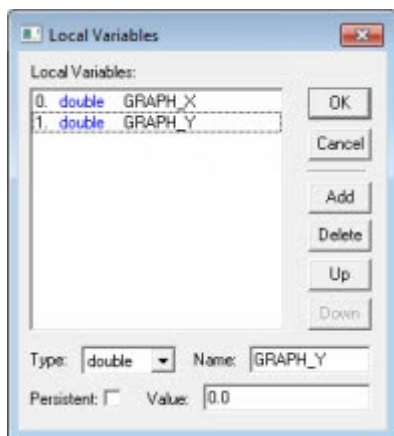 Local Variables
Local Variables:
0. double GRAPH_X
1. double GRAPH_Y
OK
Cancel
Add
Delete
Up
Down
Type: double Name: GRAPH_Y
Persistent: Value: 0.0